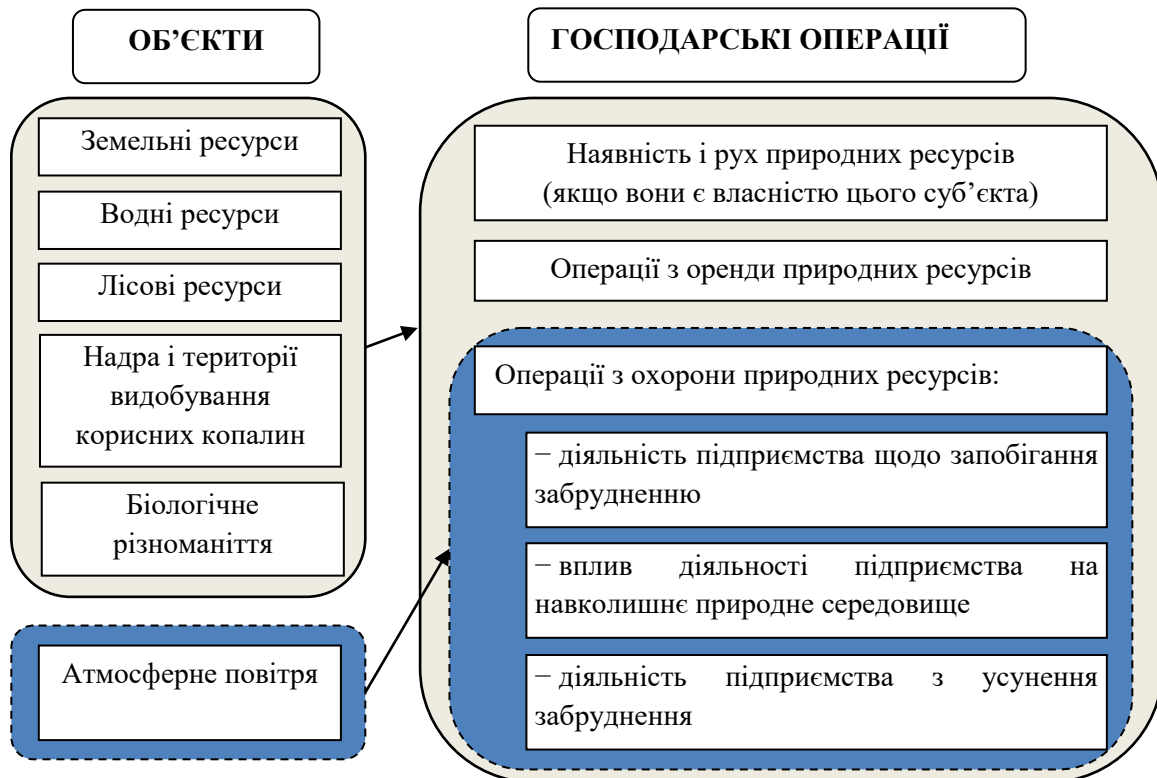 ОБ’ЄКТИ
Земельні ресурси
Водні ресурси
Лісові ресурси
Надра і території
видобування
корисних копалин
Біологічне
різноманіття
Атмосферне повітря
ГОСПОДАРСЬКІ ОПЕРАЦІЇ
Наявність і рух природних ресурсів
(якщо вони є власністю цього суб’єкта)
Операції з оренди природних ресурсів
Операції з охорони природних ресурсів:
− діяльність підприємства щодо запобігання
забрудненню
− вплив діяльності підприємства на
навколишнє природне середовище
− діяльність підприємства з усунення
забруднення